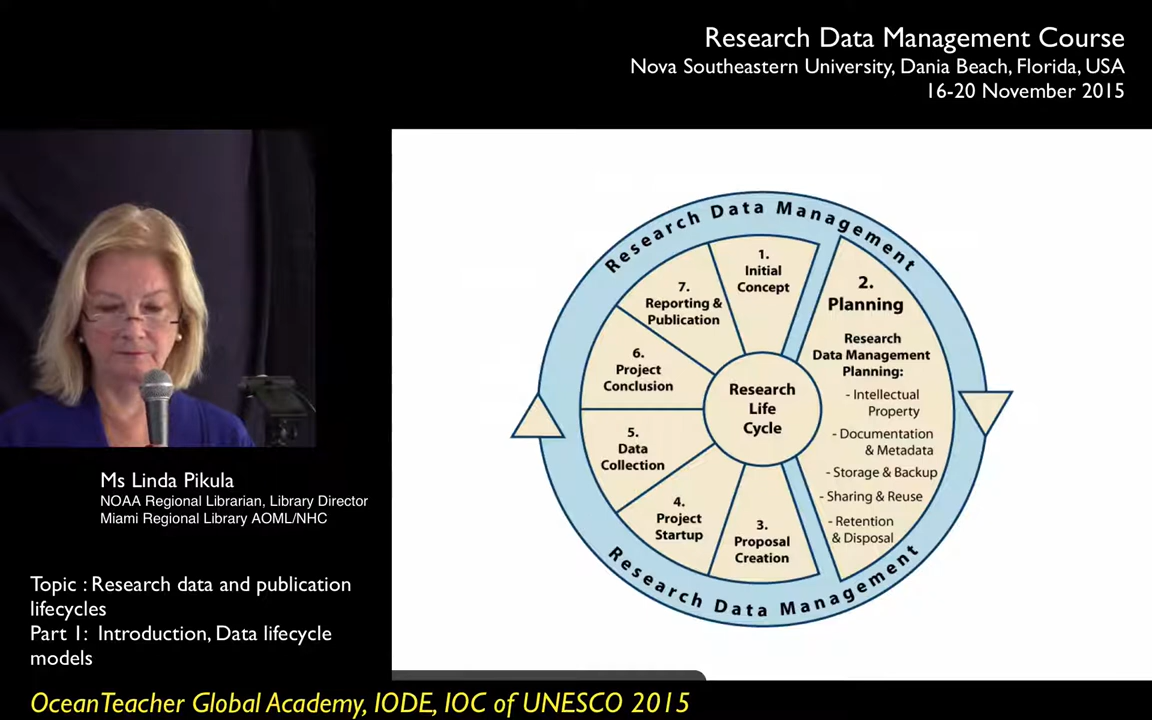 Research Data Management Course
Nova Southeastern University, Dania Beach, Florida, USA
16-20 November 2015
Research Data Management
1.
Initial
Concept
2.
Planning
Research
Data Management
Planning:
- Intellectual
Property
- Documentation
& Metadata
- Storage & Backup
- Sharing & Reuse
- Retention
& Disposal
3.
Proposal
Creation
4.
Project
Startup
5.
Data
Collection
6.
Project
Conclusion
7.
Reporting &
Publication
Research
Life
Cycle
Research Data Management
Ms Linda Pikula
NOAA Regional Librarian, Library Director
Miami Regional Library AOML/NHC
Topic : Research data and publication
lifecycles
Part 1: Introduction, Data lifecycle
models
OceanTeacher Global Academy, IODE, IOC of UNESCO 2015